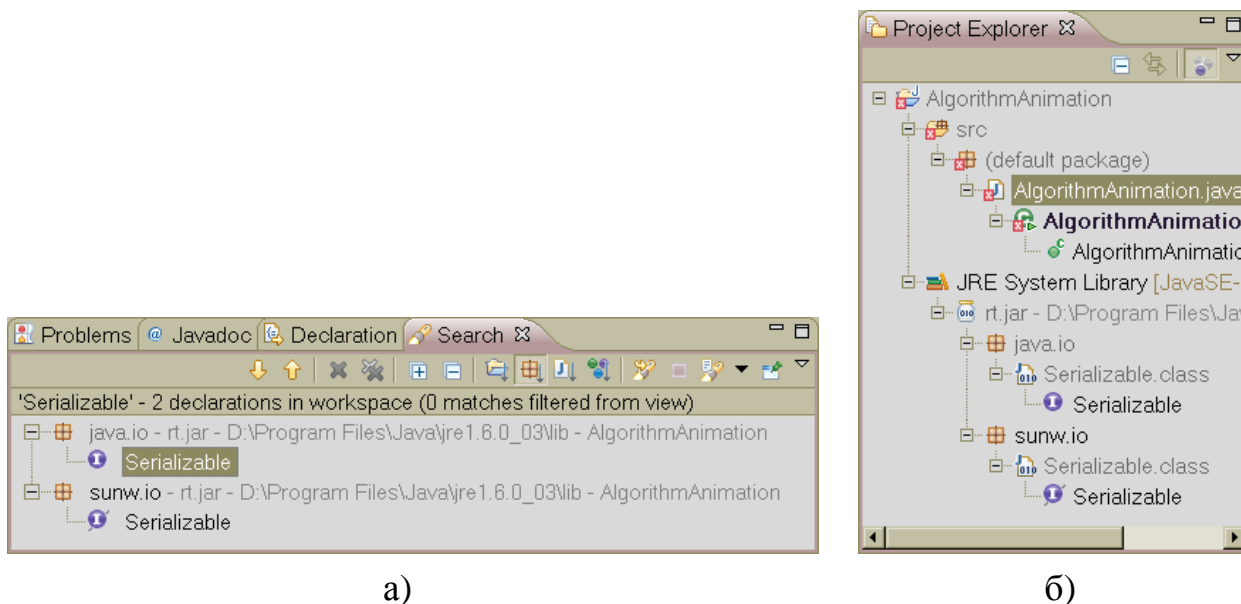 Problems @ Javadoc Declaration Search
'Serializable' - 2 declarations in workspace (0 matches filtered from view)
java.io - rt.jar - D:\Program Files\Java\jre1.6.0_03\lib - AlgorithmAnimation
Serializable
sunw.io - rt.jar - D:\Program Files\Java\jre1.6.0_03\lib - AlgorithmAnimation
Serializable
а)
Project Explorer
AlgorithmAnimation
src
(default package)
AlgorithmAnimation.java
AlgorithmAnimatio
AlgorithmAnimatio
JRE System Library [JavaSE-
rt.jar - D:\Program Files\Jav
java.io
Serializable.class
Serializable
sunw.io
Serializable.class
Serializable
б)